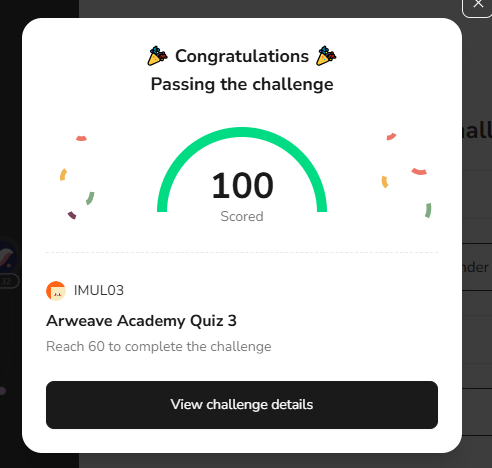 Congratulations
Passing the challenge
100
Scored
IMUL03
Arweave Academy Quiz 3
Reach 60 to complete the challenge
View challenge details
32